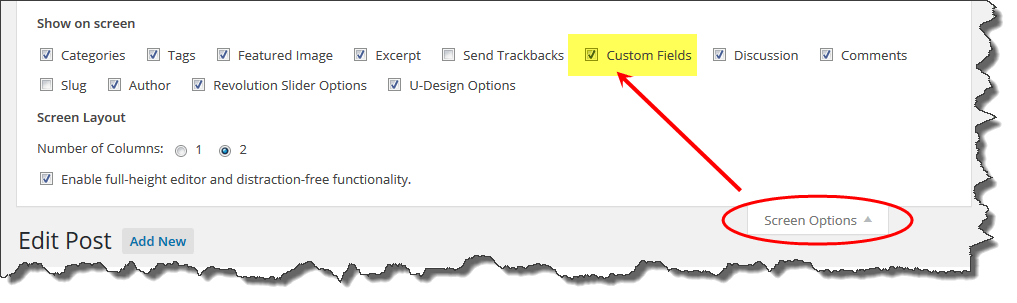 Show on screen
Categories Tags Featured Image Excerpt Send Trackbacks Custom Fields Discussion Comments
Slug Author Revolution Slider Options U-Design Options
Screen Layout
Number of Columns: 1 2
Enable full-height editor and distraction-free functionality.
Screen Options
Edit Post Add New